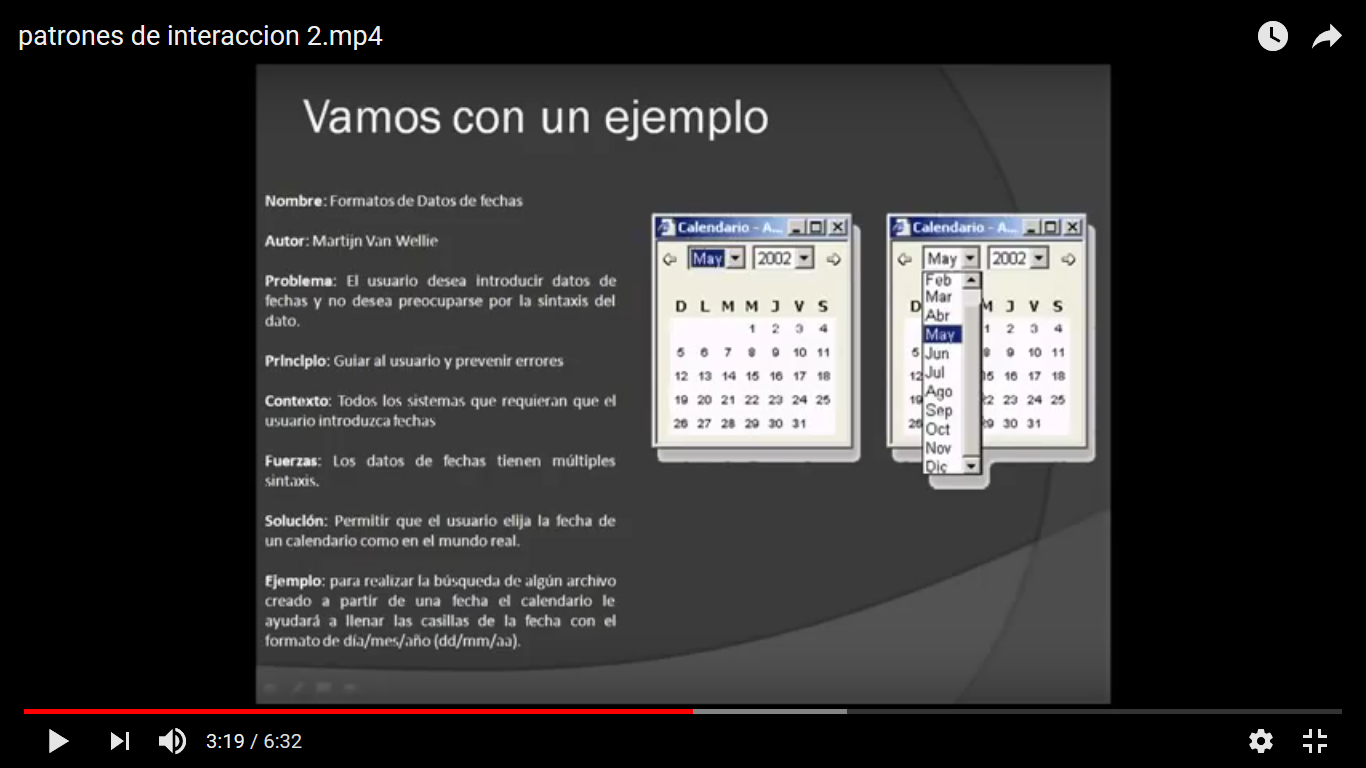 patrones de interaccion 2.mp4
Vamos con un ejemplo
Nombre: Formatos de Datos de fechas
Autor: Martijn Van Wellie
Problema: El usuario desea introducir datos de
fechas y no desea preocuparse por la sintaxis del
dato.
Principio: Guiar al usuario y prevenir errores
Contexto: Todos los sistemas que requieran que el
usuario introduzca fechas
Fuerzas: Los datos de fechas tienen múltiples
sintaxis.
Solución: Permitir que el usuario elija la fecha de
un calendario como en el mundo real.
Ejemplo: para realizar la búsqueda de algún archivo
creado a partir de una fecha el calendario le
ayudará a llenar las casillas de la fecha con el
formato de día/mes/año (dd/mm/aa).
Calendario - A...
May 2002
D L M M J V S
1 2 3 4
5 6 7 8 9 10 11
12 13 14 15 16 17 18
19 20 21 22 23 24 25
26 27 28 29 30 31
Calendario - A...
May 2002
Feb
Mar
Abr
May
Jun
Jul
Ago
Sep
Oct
Nov
Dic
D M J V S
1 2 3 4
5 8 9 10 11
12 15 16 17 18
19 22 23 24 25
26 29 30 31
3:19 / 6:32